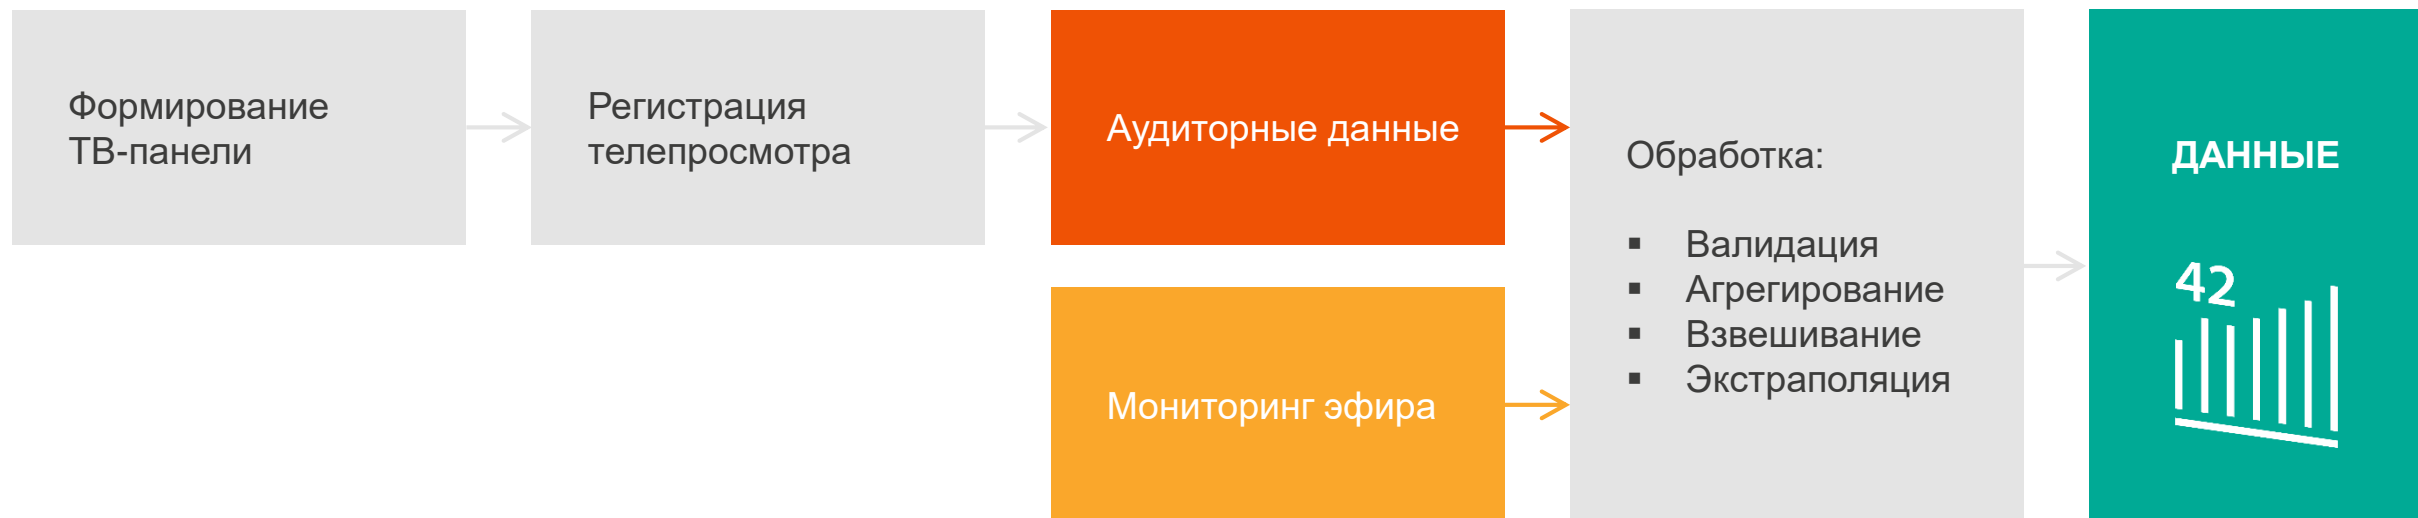 Формирование
ТВ-панели
Регистрация
телепросмотра
Аудиторные данные
Мониторинг эфира
Обработка:
▪ Валидация
▪ Агрегирование
▪ Взвешивание
▪ Экстраполяция
ДАННЫЕ
42